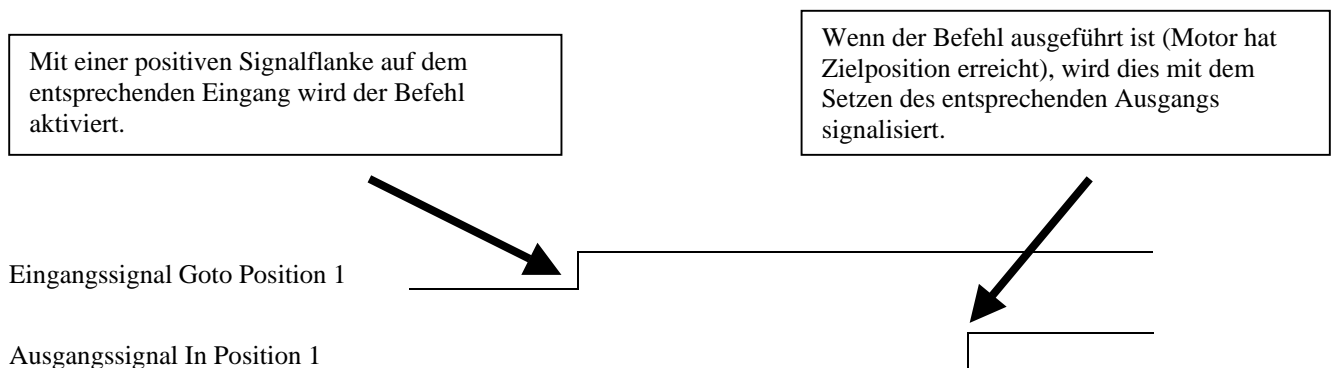 Mit einer positiven Signalflanke auf dem
entsprechenden Eingang wird der Befehl
aktiviert.
Wenn der Befehl ausgeführt ist (Motor hat
Zielposition erreicht), wird dies mit dem
Setzen des entsprechenden Ausgangs
signalisiert.
Eingangssignal Goto Position 1
Ausgangssignal In Position 1